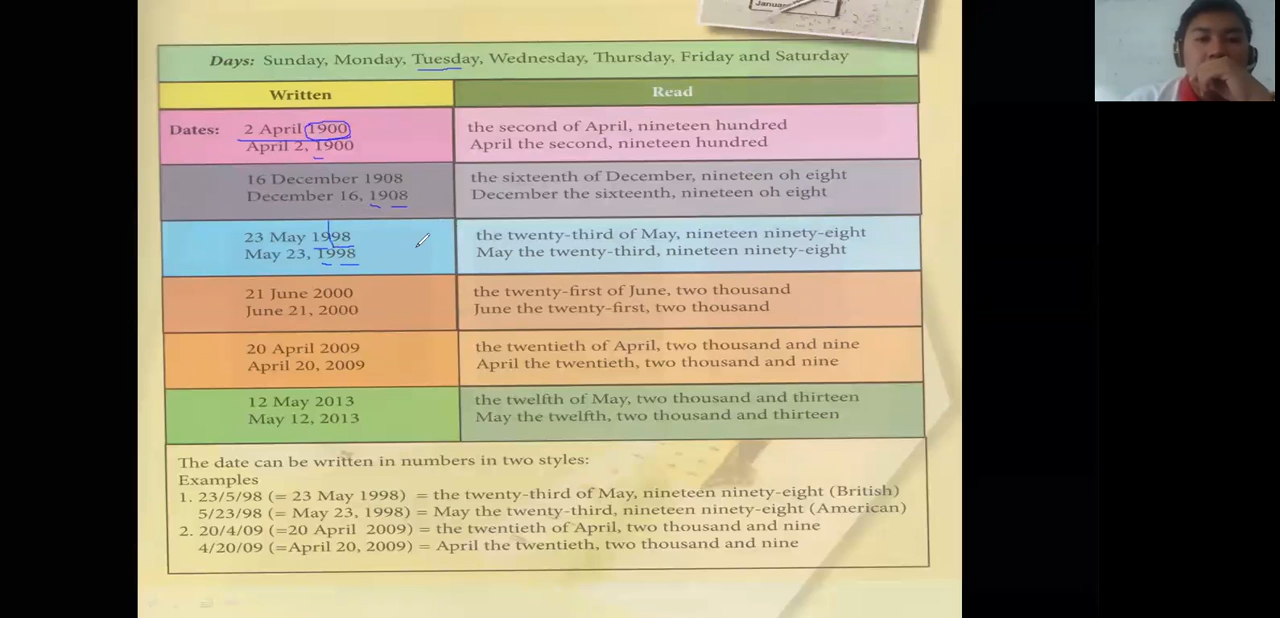 Janua
Days: Sunday, Monday, Tuesday, Wednesday, Thursday, Friday and Saturday
Written
Read
Dates: 2 April 1900
April 2, 1900
the second of April, nineteen hundred
April the second, nineteen hundred
16 December 1908
December 16, 1908
the sixteenth of December, nineteen oh eight
December the sixteenth, nineteen oh eight
23 May 1998
May 23, 1998
the twenty-third of May, nineteen ninety-eight
May the twenty-third, nineteen ninety-eight
21 June 2000
June 21, 2000
the twenty-first of June, two thousand
June the twenty-first, two thousand
20 April 2009
April 20, 2009
the twentieth of April, two thousand and nine
April the twentieth, two thousand and nine
12 May 2013
May 12, 2013
the twelfth of May, two thousand and thirteen
May the twelfth, two thousand and thirteen
The date can be written in numbers in two styles:
Examples
1. 23/5/98 (= 23 May 1998) = the twenty-third of May, nineteen ninety-eight (British)
5/23/98 (= May 23, 1998) = May the twenty-third, nineteen ninety-eight (American)
2. 20/4/09 (=20 April 2009) = the twentieth of April, two thousand and nine
4/20/09 (=April 20, 2009) = April the twentieth, two thousand and nine